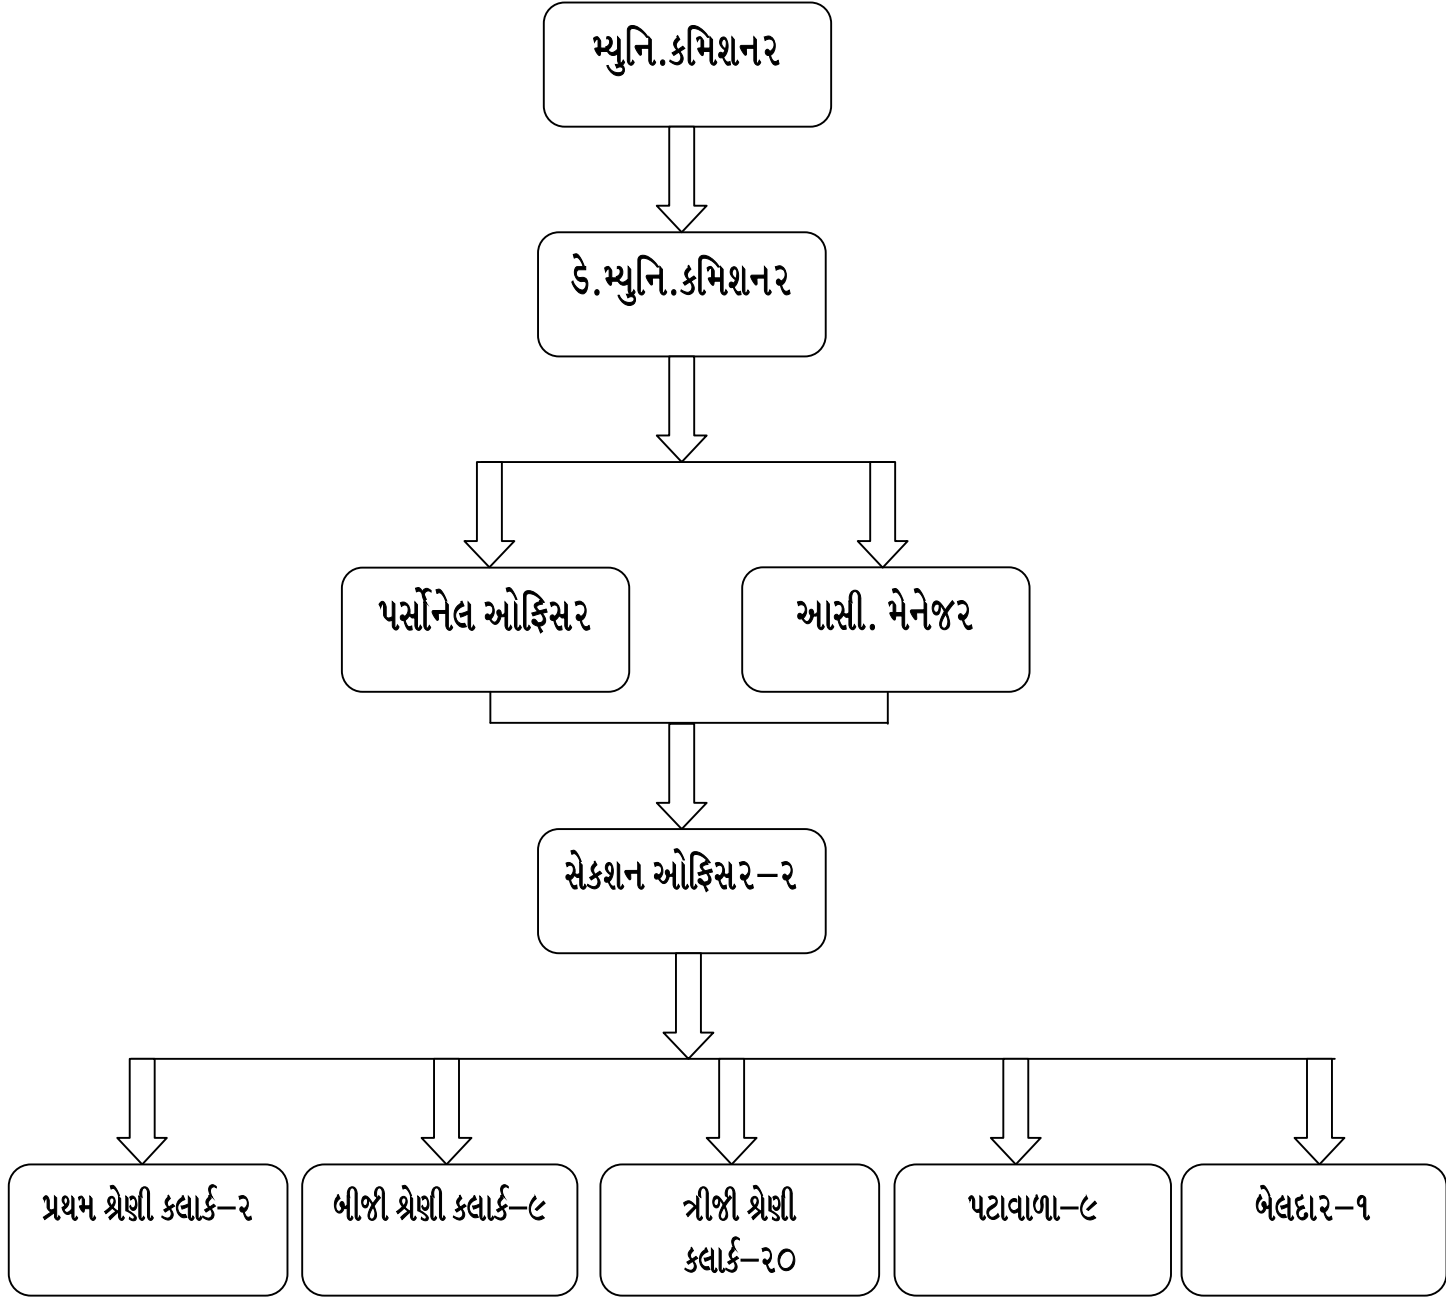 મ્યુનિ.કમિશનર
ડે.મ્યુનિ.કમિશનર
પર્સોનેલ ઓફિસર
આસી. મેનેજર
સેકશન ઓફિસર–ર
પ્રથમ શ્રેણી કલાર્ક–ર
બીજી શ્રેણી કલાર્ક–૯
ત્રીજી શ્રેણી
કલાર્ક–ર૦
પટાવાળા–૯
બેલદાર–૧